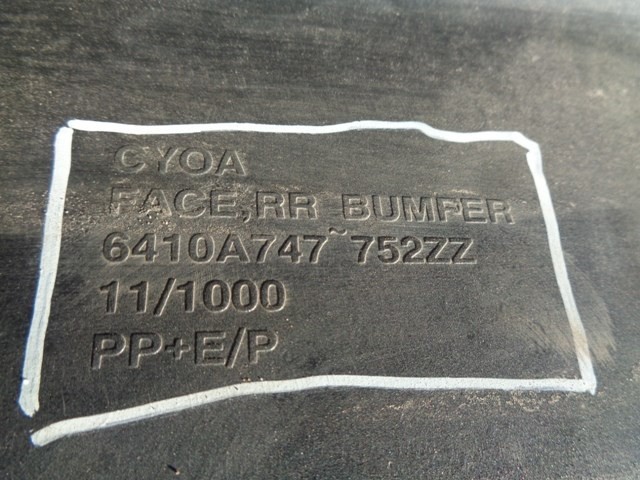 CYOA
FACE,RR BUMPER
6410A747~752ZZ
11/1000
PP+E/P